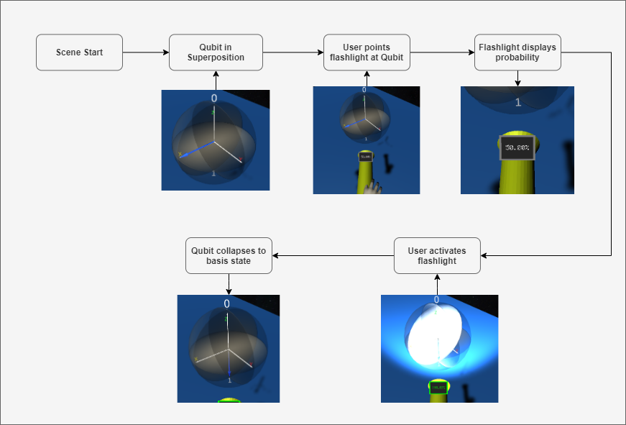 Scene Start
Qubit in
Superposition
User points
flashlight at Qubit
Flashlight displays
probability
0
1
0
1
50.00%
Qubit collapses to
basis state
User activates
flashlight
0
1
0